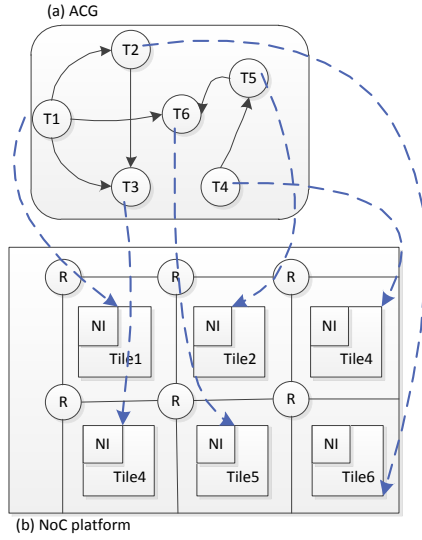 (a) ACG
T2
T5
T1
T6
T3
T4
R
R
R
NI
NI
NI
Tile1
Tile2
Tile4
R
R
R
NI
NI
NI
Tile4
Tile5
Tile6
(b) NoC platform